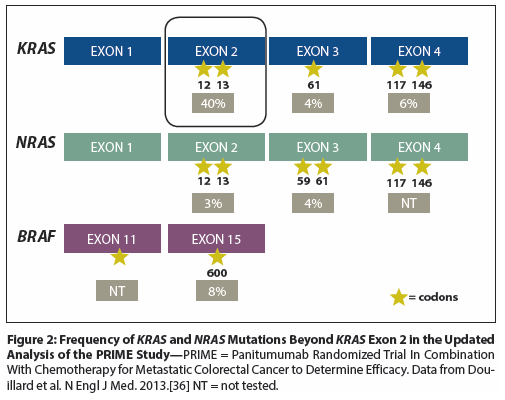 KRAS EXON 1 EXON 2 EXON 3 EXON 4
12 13 61 117 146
40% 4% 6%
NRAS EXON 1 EXON 2 EXON 3 EXON 4
12 13 59 61 117 146
3% 4% NT
BRAF EXON 11 EXON 15
600
NT 8%
= codons
Figure 2: Frequency of KRAS and NRAS Mutations Beyond KRAS Exon 2 in the Updated
Analysis of the PRIME Study—PRIME = Panitumumab Randomized Trial In Combination
With Chemotherapy for Metastatic Colorectal Cancer to Determine Efficacy. Data from Dou-
illard et al. N Engl J Med. 2013.[36] NT = not tested.